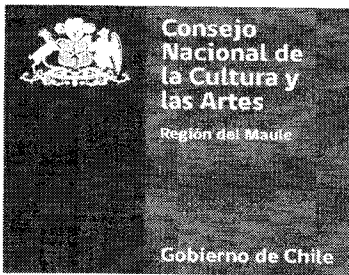 Consejo
Nacional de
la Cultura y
las Artes
Región del Maule
Gobierno de Chile